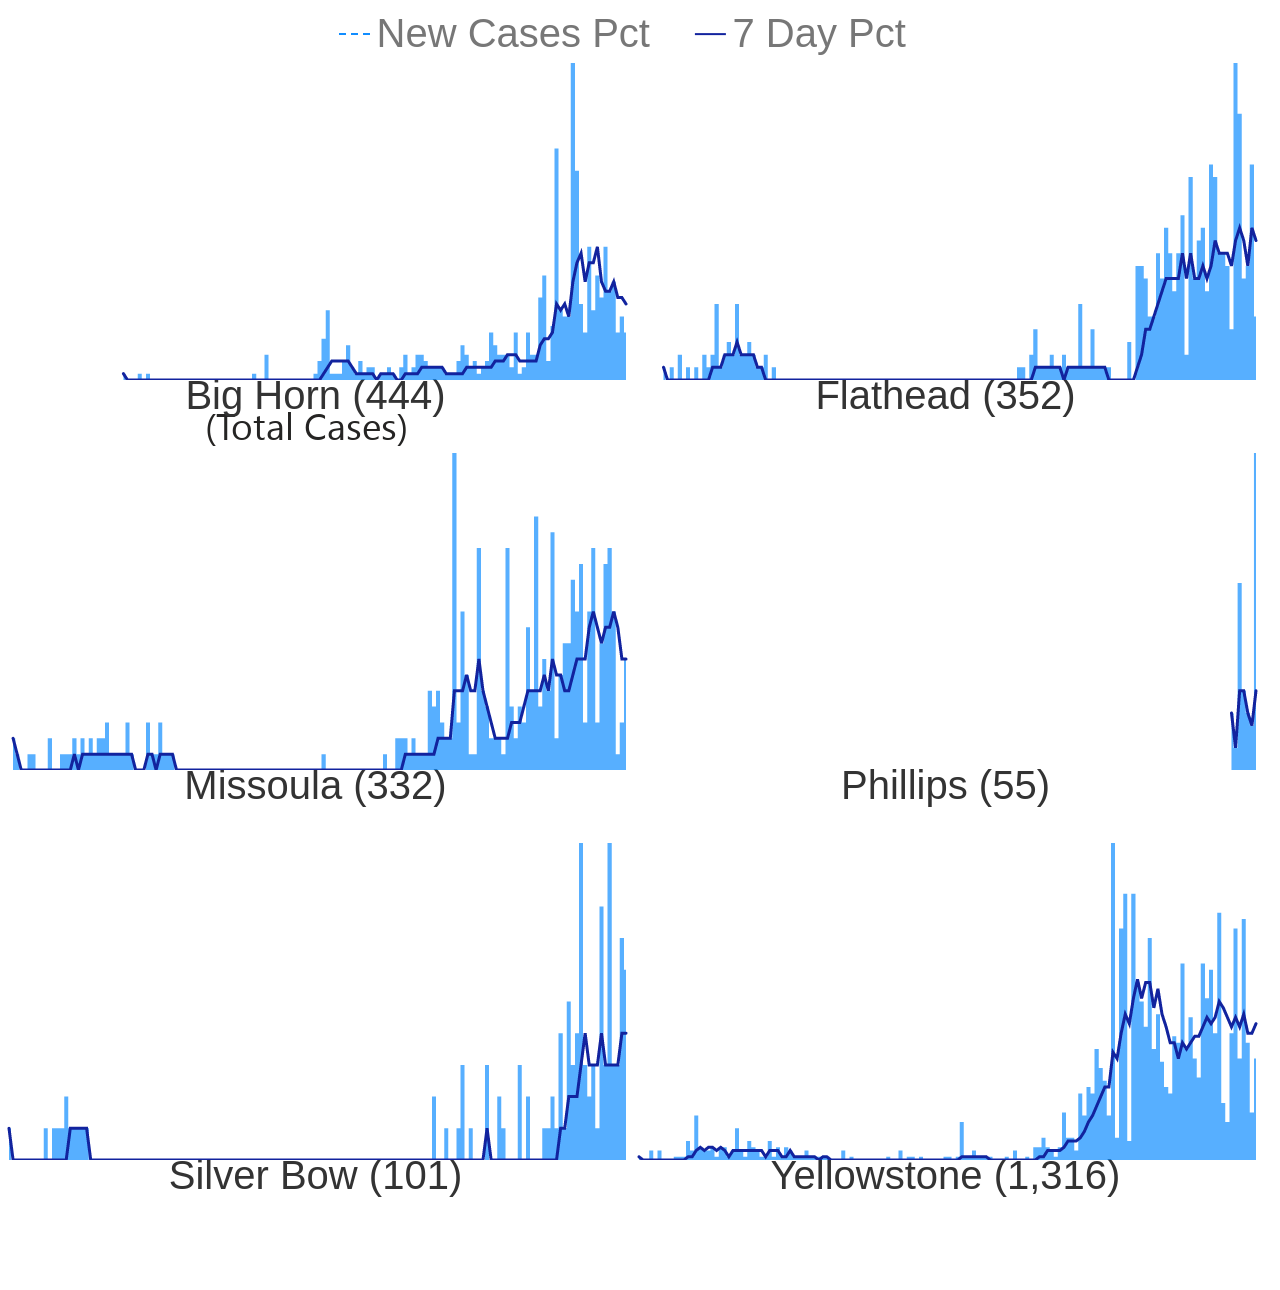 New Cases Pct 7 Day Pct
Big Horn (444) Flathead (352)
(Total Cases)
Missoula (332) Phillips (55)
Silver Bow (101) Yellowstone (1,316)